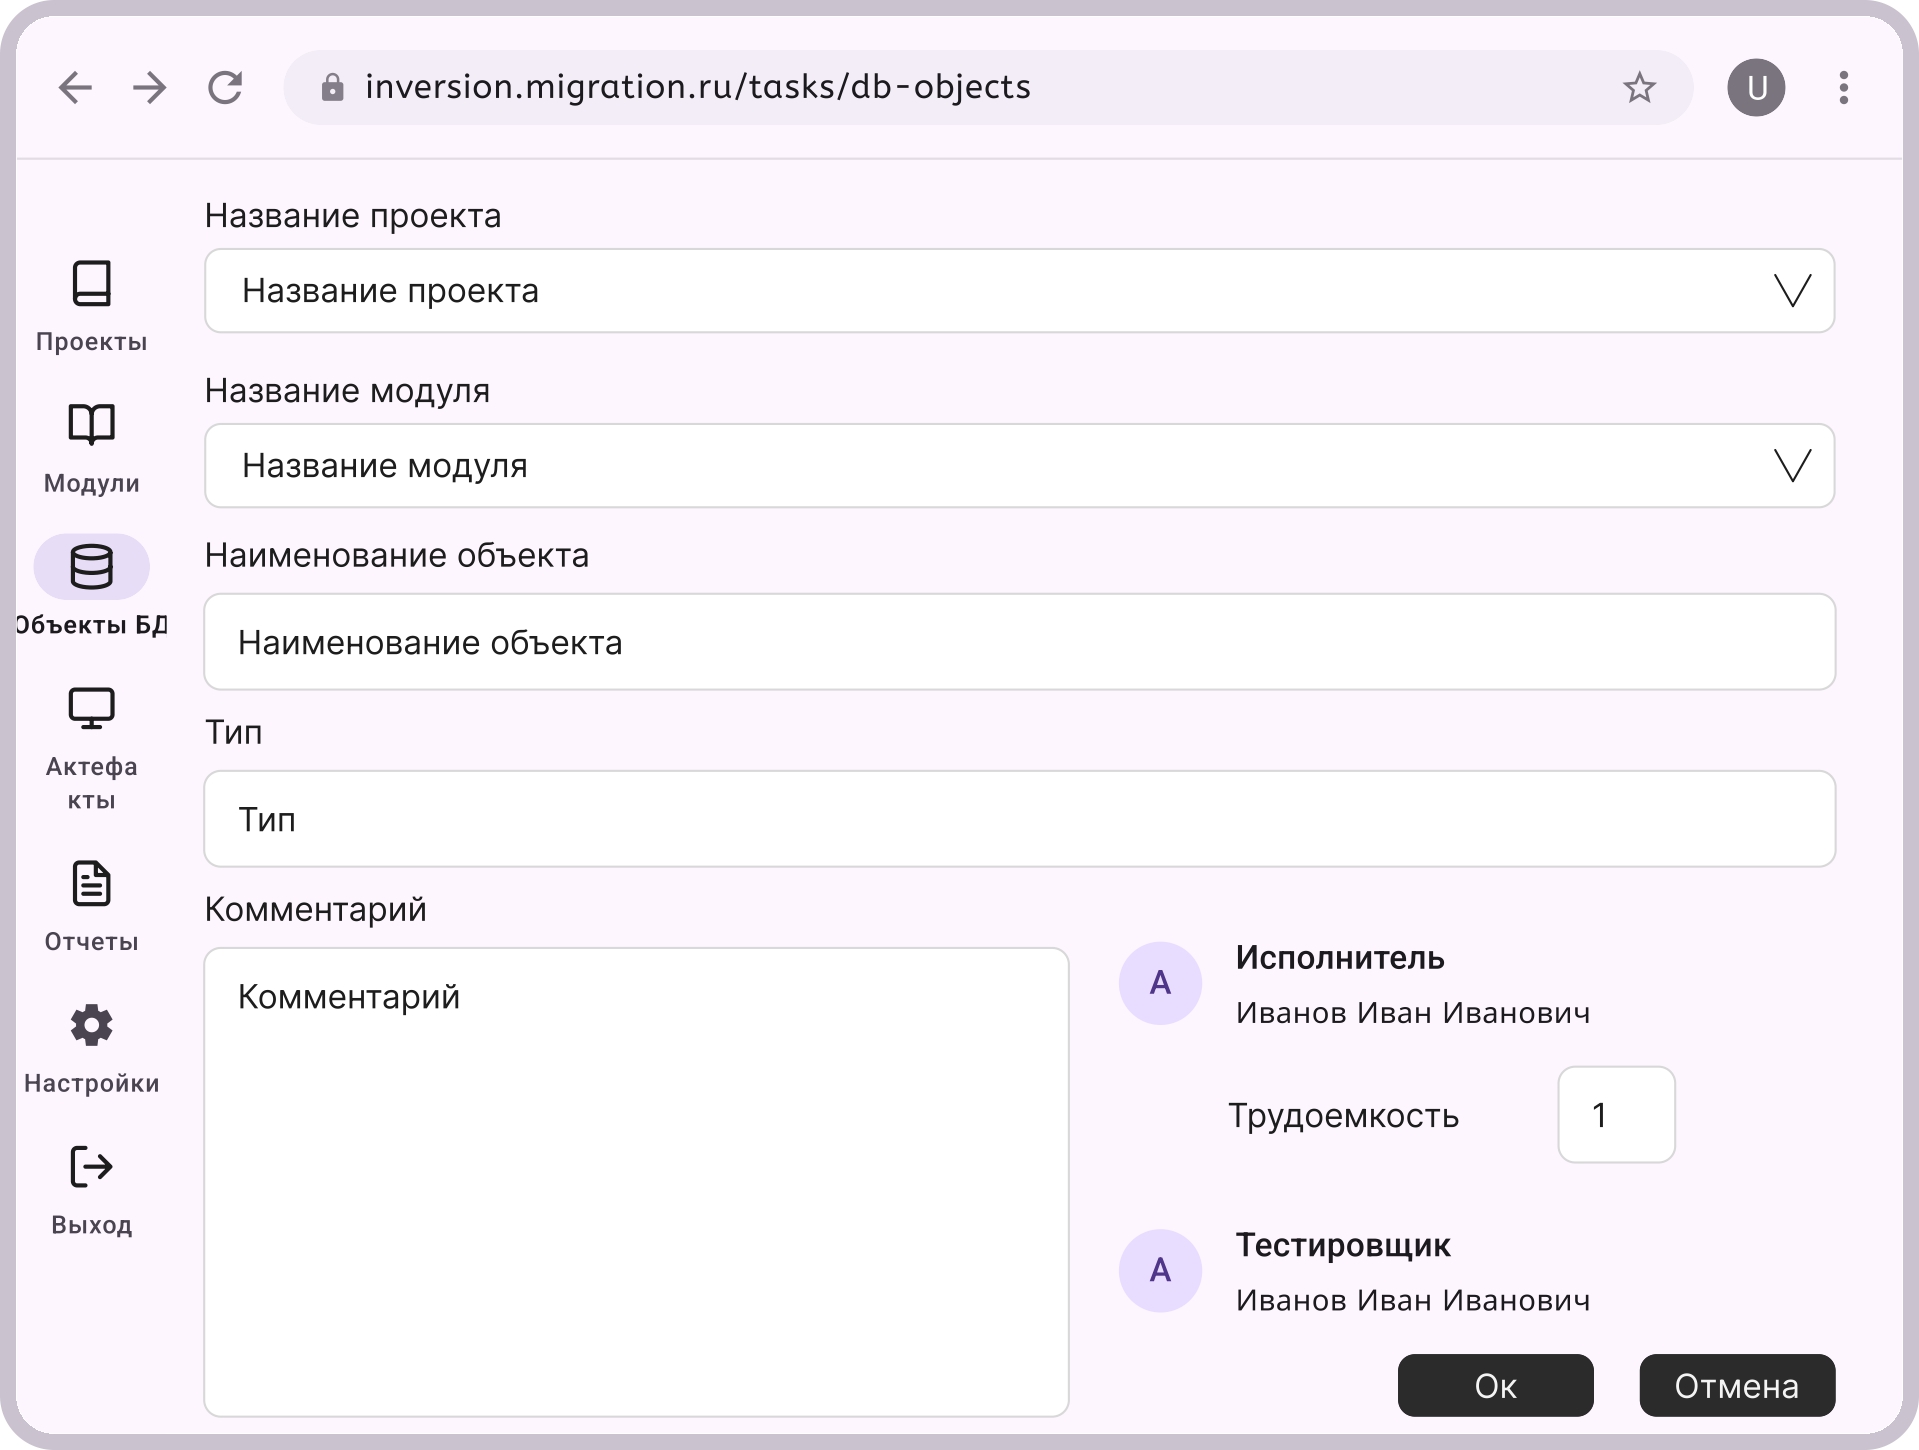 inversion.migration.ru/tasks/db-objects
U
Проекты
Модули
Объекты БД
Актефа
кты
Отчеты
Настройки
Выход
Название проекта
Название проекта
Название модуля
Название модуля
Наименование объекта
Наименование объекта
Тип
Тип
Комментарий
Комментарий
A
Исполнитель
Иванов Иван Иванович
Трудоемкость
1
A
Тестировщик
Иванов Иван Иванович
Ок
Отмена